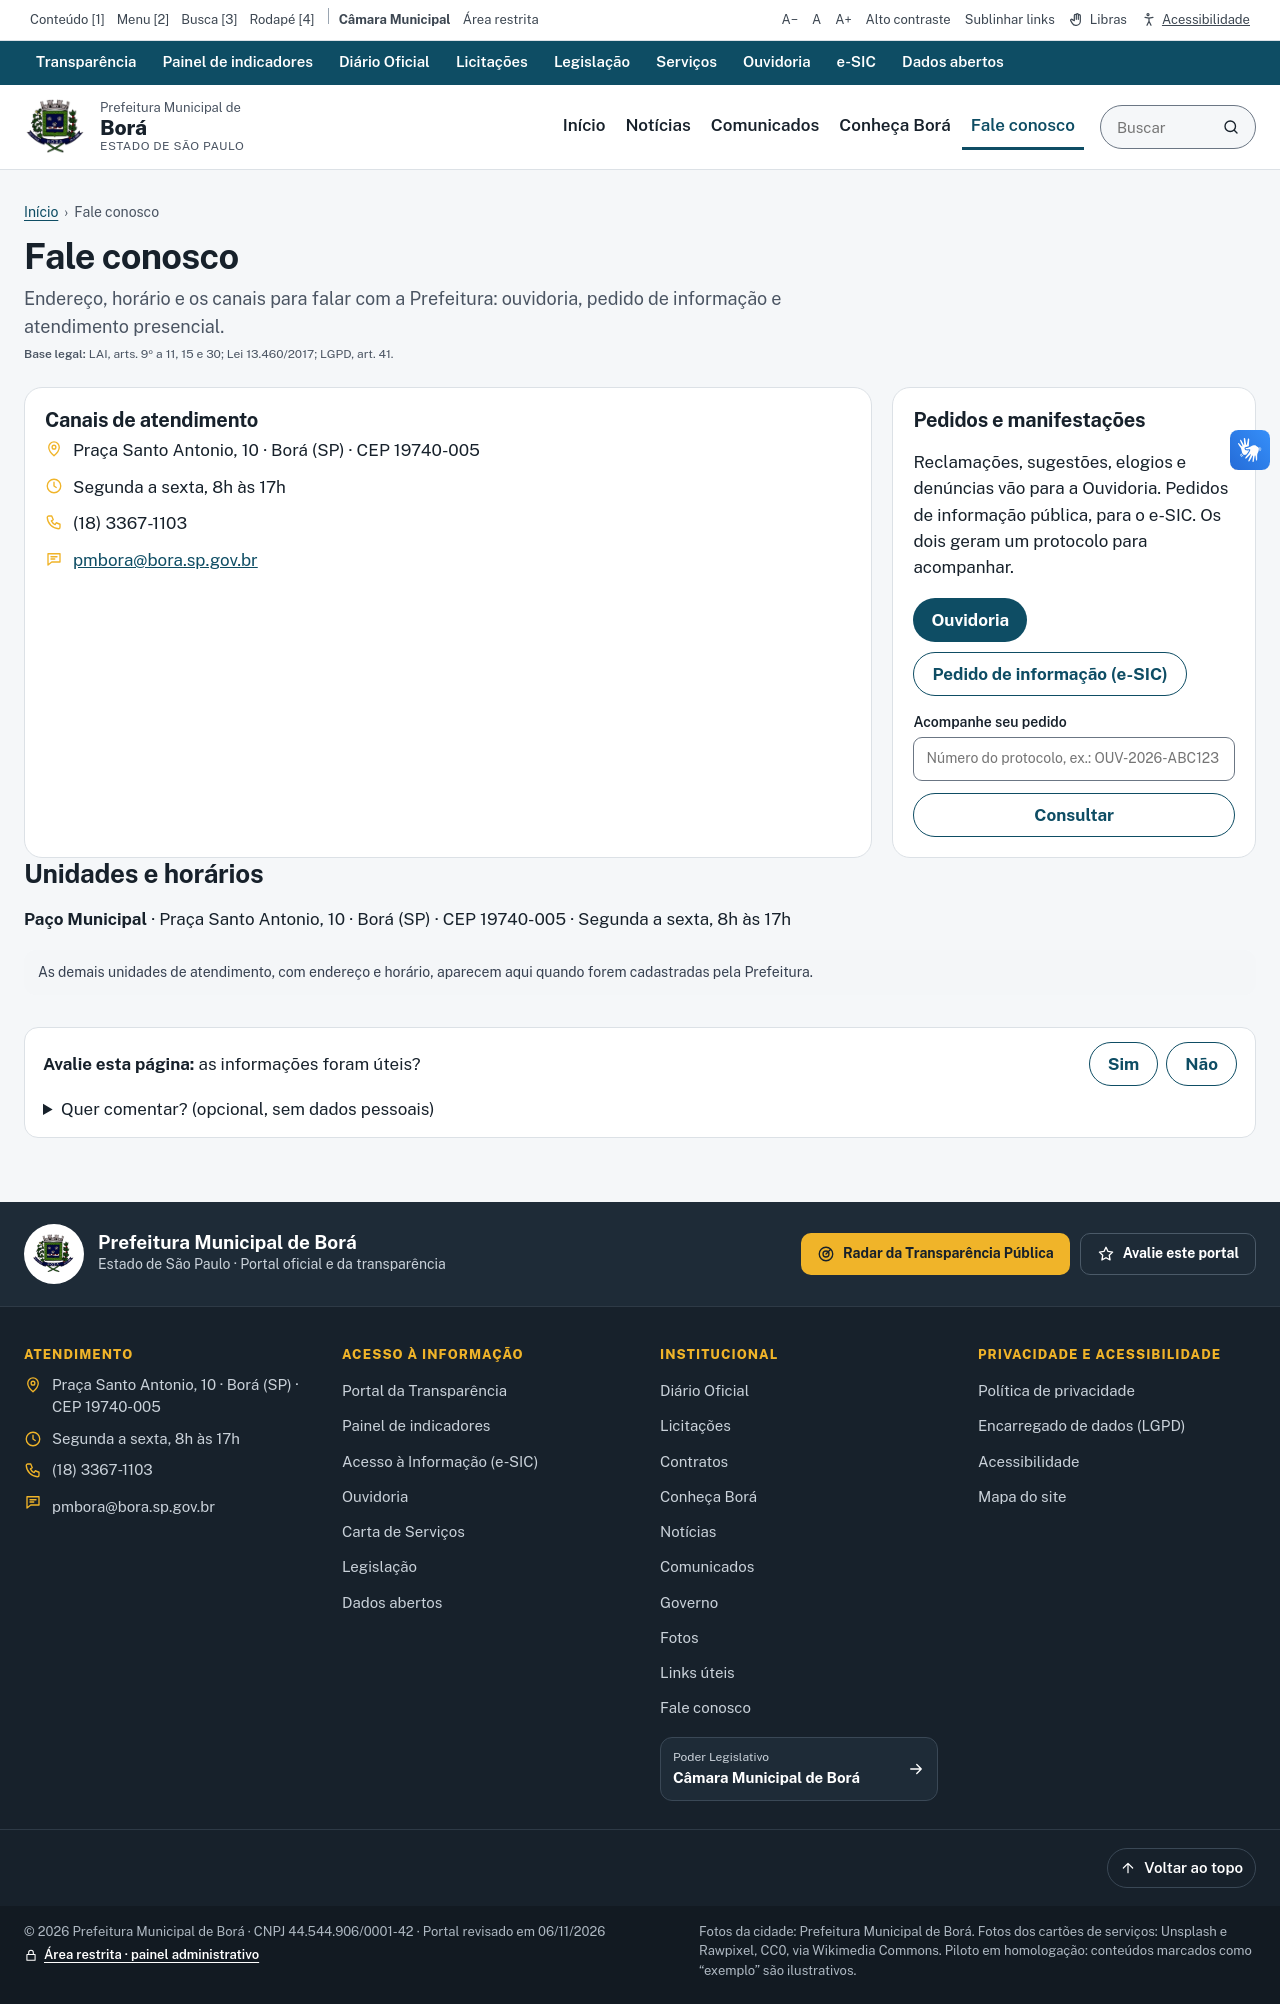 Conteúdo [1] Menu [2] Busca [3] Rodapé [4] Câmara Municipal Área restrita A− A A+ Alto contraste Sublinhar links Libras Acessibilidade
Transparência Painel de indicadores Diário Oficial Licitações Legislação Serviços Ouvidoria e-SIC Dados abertos
Prefeitura Municipal de
Borá
ESTADO DE SÃO PAULO
Início Notícias Comunicados Conheça Borá Fale conosco Buscar
Início › Fale conosco
Fale conosco
Endereço, horário e os canais para falar com a Prefeitura: ouvidoria, pedido de informação e
atendimento presencial.
Base legal: LAI, arts. 9º a 11, 15 e 30; Lei 13.460/2017; LGPD, art. 41.
Canais de atendimento
Praça Santo Antonio, 10 · Borá (SP) · CEP 19740-005
Segunda a sexta, 8h às 17h
(18) 3367-1103
pmbora@bora.sp.gov.br
Pedidos e manifestações
Reclamações, sugestões, elogios e
denúncias vão para a Ouvidoria. Pedidos
de informação pública, para o e-SIC. Os
dois geram um protocolo para
acompanhar.
Ouvidoria
Pedido de informação (e-SIC)
Acompanhe seu pedido
Número do protocolo, ex.: OUV-2026-ABC123
Consultar
Unidades e horários
Paço Municipal · Praça Santo Antonio, 10 · Borá (SP) · CEP 19740-005 · Segunda a sexta, 8h às 17h
As demais unidades de atendimento, com endereço e horário, aparecem aqui quando forem cadastradas pela Prefeitura.
Avalie esta página: as informações foram úteis? Sim Não
Quer comentar? (opcional, sem dados pessoais)
Prefeitura Municipal de Borá
Estado de São Paulo · Portal oficial e da transparência
Radar da Transparência Pública Avalie este portal
ATENDIMENTO
Praça Santo Antonio, 10 · Borá (SP) ·
CEP 19740-005
Segunda a sexta, 8h às 17h
(18) 3367-1103
pmbora@bora.sp.gov.br
ACESSO À INFORMAÇÃO
Portal da Transparência
Painel de indicadores
Acesso à Informação (e-SIC)
Ouvidoria
Carta de Serviços
Legislação
Dados abertos
INSTITUCIONAL
Diário Oficial
Licitações
Contratos
Conheça Borá
Notícias
Comunicados
Governo
Fotos
Links úteis
Fale conosco
Poder Legislativo
Câmara Municipal de Borá
PRIVACIDADE E ACESSIBILIDADE
Política de privacidade
Encarregado de dados (LGPD)
Acessibilidade
Mapa do site
Voltar ao topo
© 2026 Prefeitura Municipal de Borá · CNPJ 44.544.906/0001-42 · Portal revisado em 06/11/2026
Área restrita · painel administrativo
Fotos da cidade: Prefeitura Municipal de Borá. Fotos dos cartões de serviços: Unsplash e
Rawpixel, CC0, via Wikimedia Commons. Piloto em homologação: conteúdos marcados como
“exemplo” são ilustrativos.